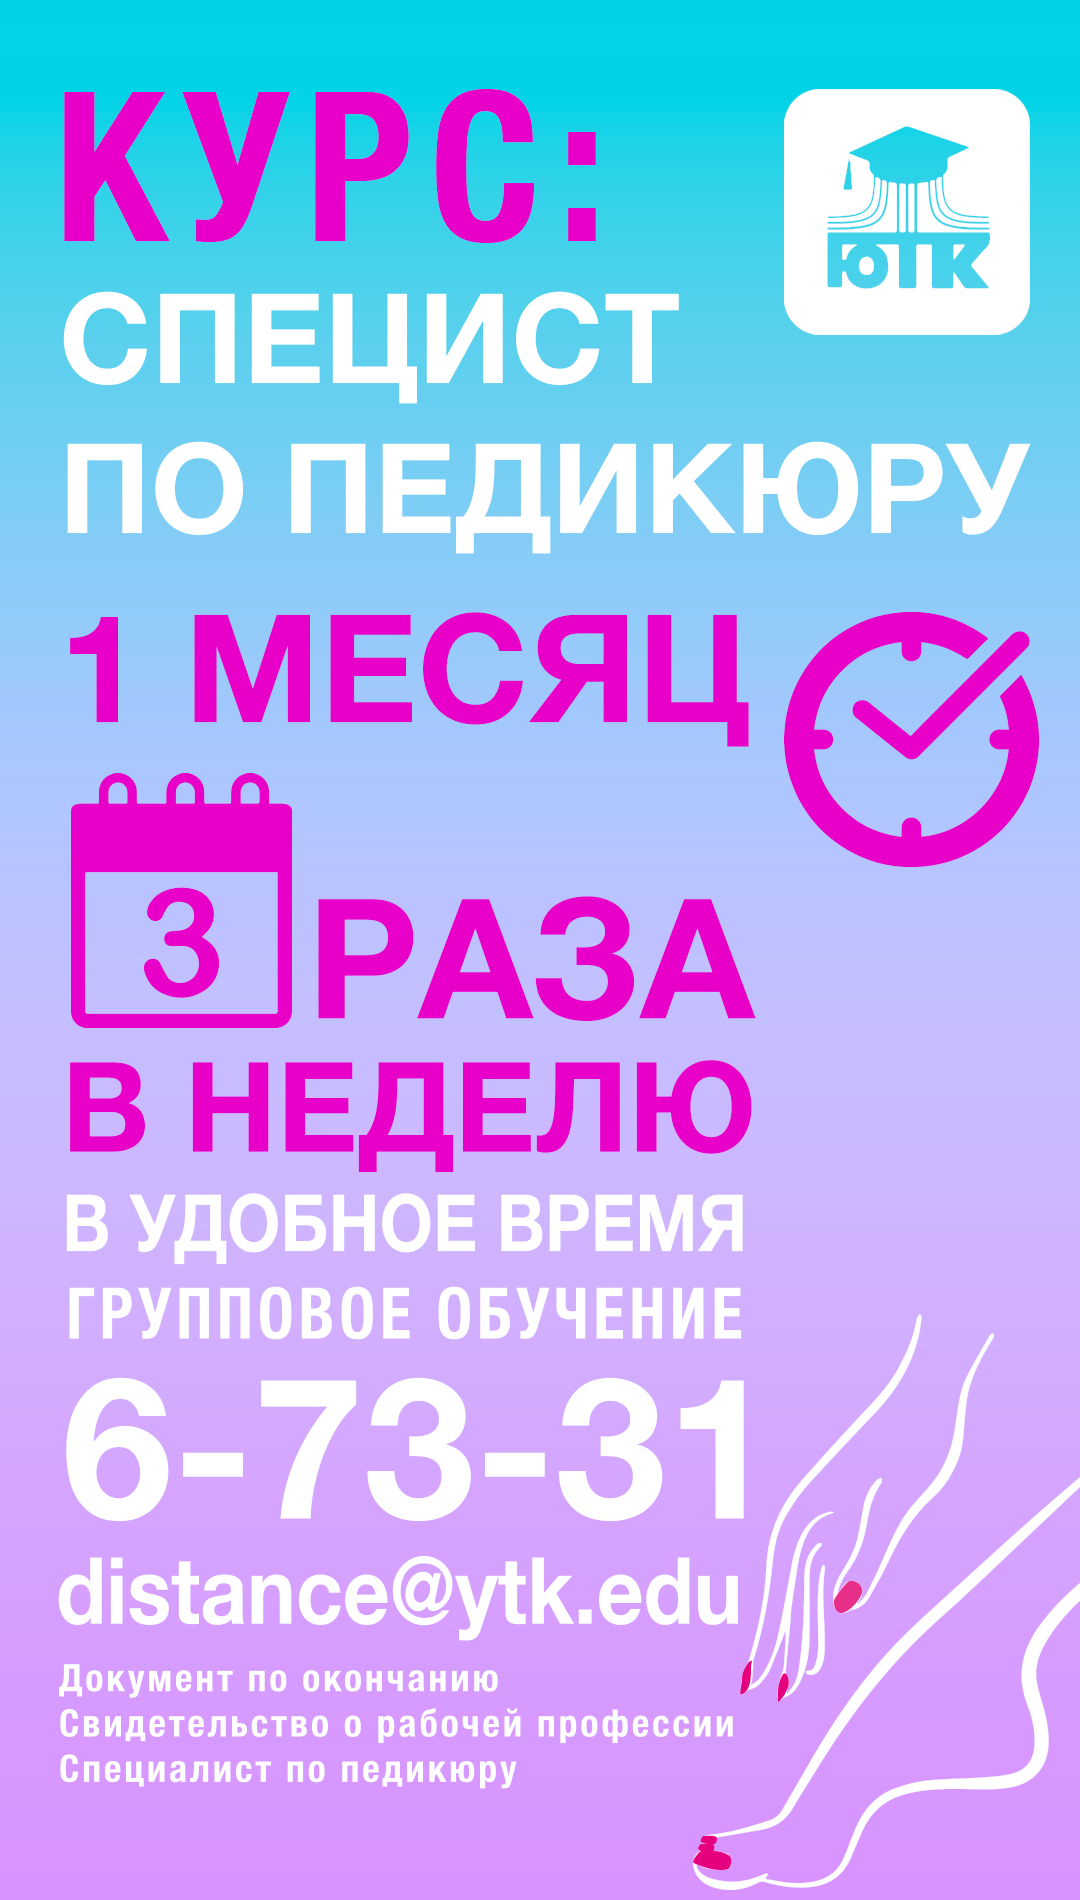 КУРС:
ЮТК
СПЕЦИСТ
ПО ПЕДИКЮРУ
1 МЕСЯЦ
3 РАЗА
В НЕДЕЛЮ
В УДОБНОЕ ВРЕМЯ
ГРУППОВОЕ ОБУЧЕНИЕ
6-73-31
distance@ytk.edu
Документ по окончанию
Свидетельство о рабочей профессии
Специалист по педикюру